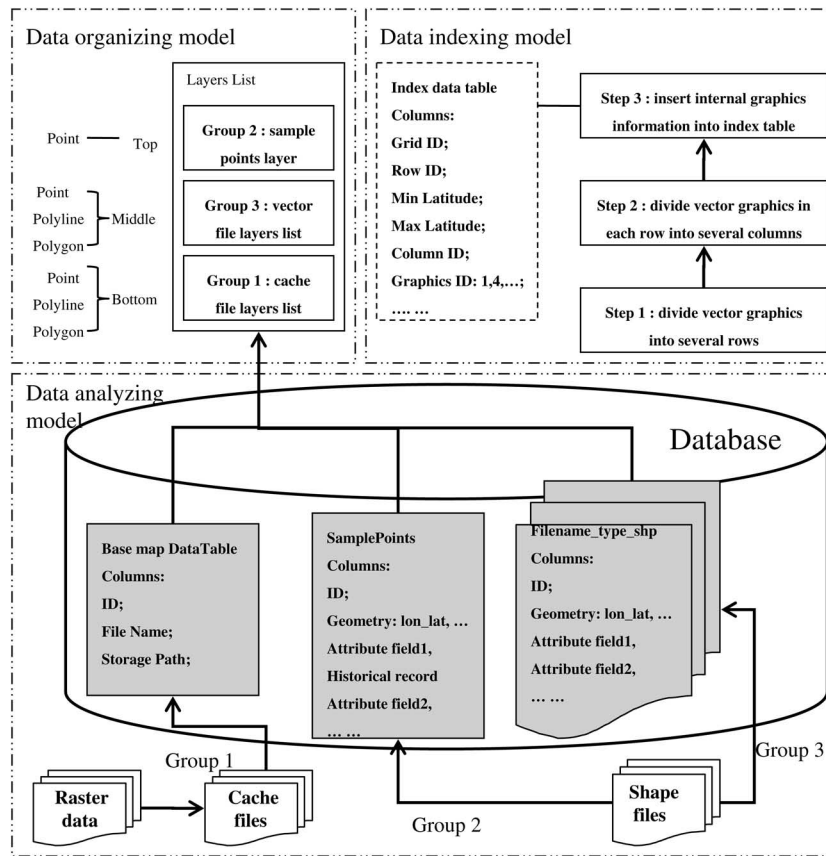 Data organizing model
Layers List
Group 2 : sample
points layer
Point
Top
Group 3 : vector
file layers list
Point
Polyline
Polygon
Middle
Group 1 : cache
file layers list
Point
Polyline
Polygon
Bottom
Data indexing model
Index data table
Columns:
Grid ID;
Row ID;
Min Latitude;
Max Latitude;
Column ID;
Graphics ID: 1,4,…;
…. …
Step 3 : insert internal graphics
information into index table
Step 2 : divide vector graphics in
each row into several columns
Step 1 : divide vector graphics
into several rows
Data analyzing
model
Database
Base map DataTable
Columns:
ID;
File Name;
Storage Path;
SamplePoints
Columns:
ID;
Geometry: lon_lat, …
Attribute field1,
Historical record
Attribute field2,
… …
Filename_type_shp
Columns:
ID;
Geometry: lon_lat, …
Attribute field1,
Attribute field2,
… …
Group 1
Group 2
Group 3
Raster
data
Cache
files
Shape
files